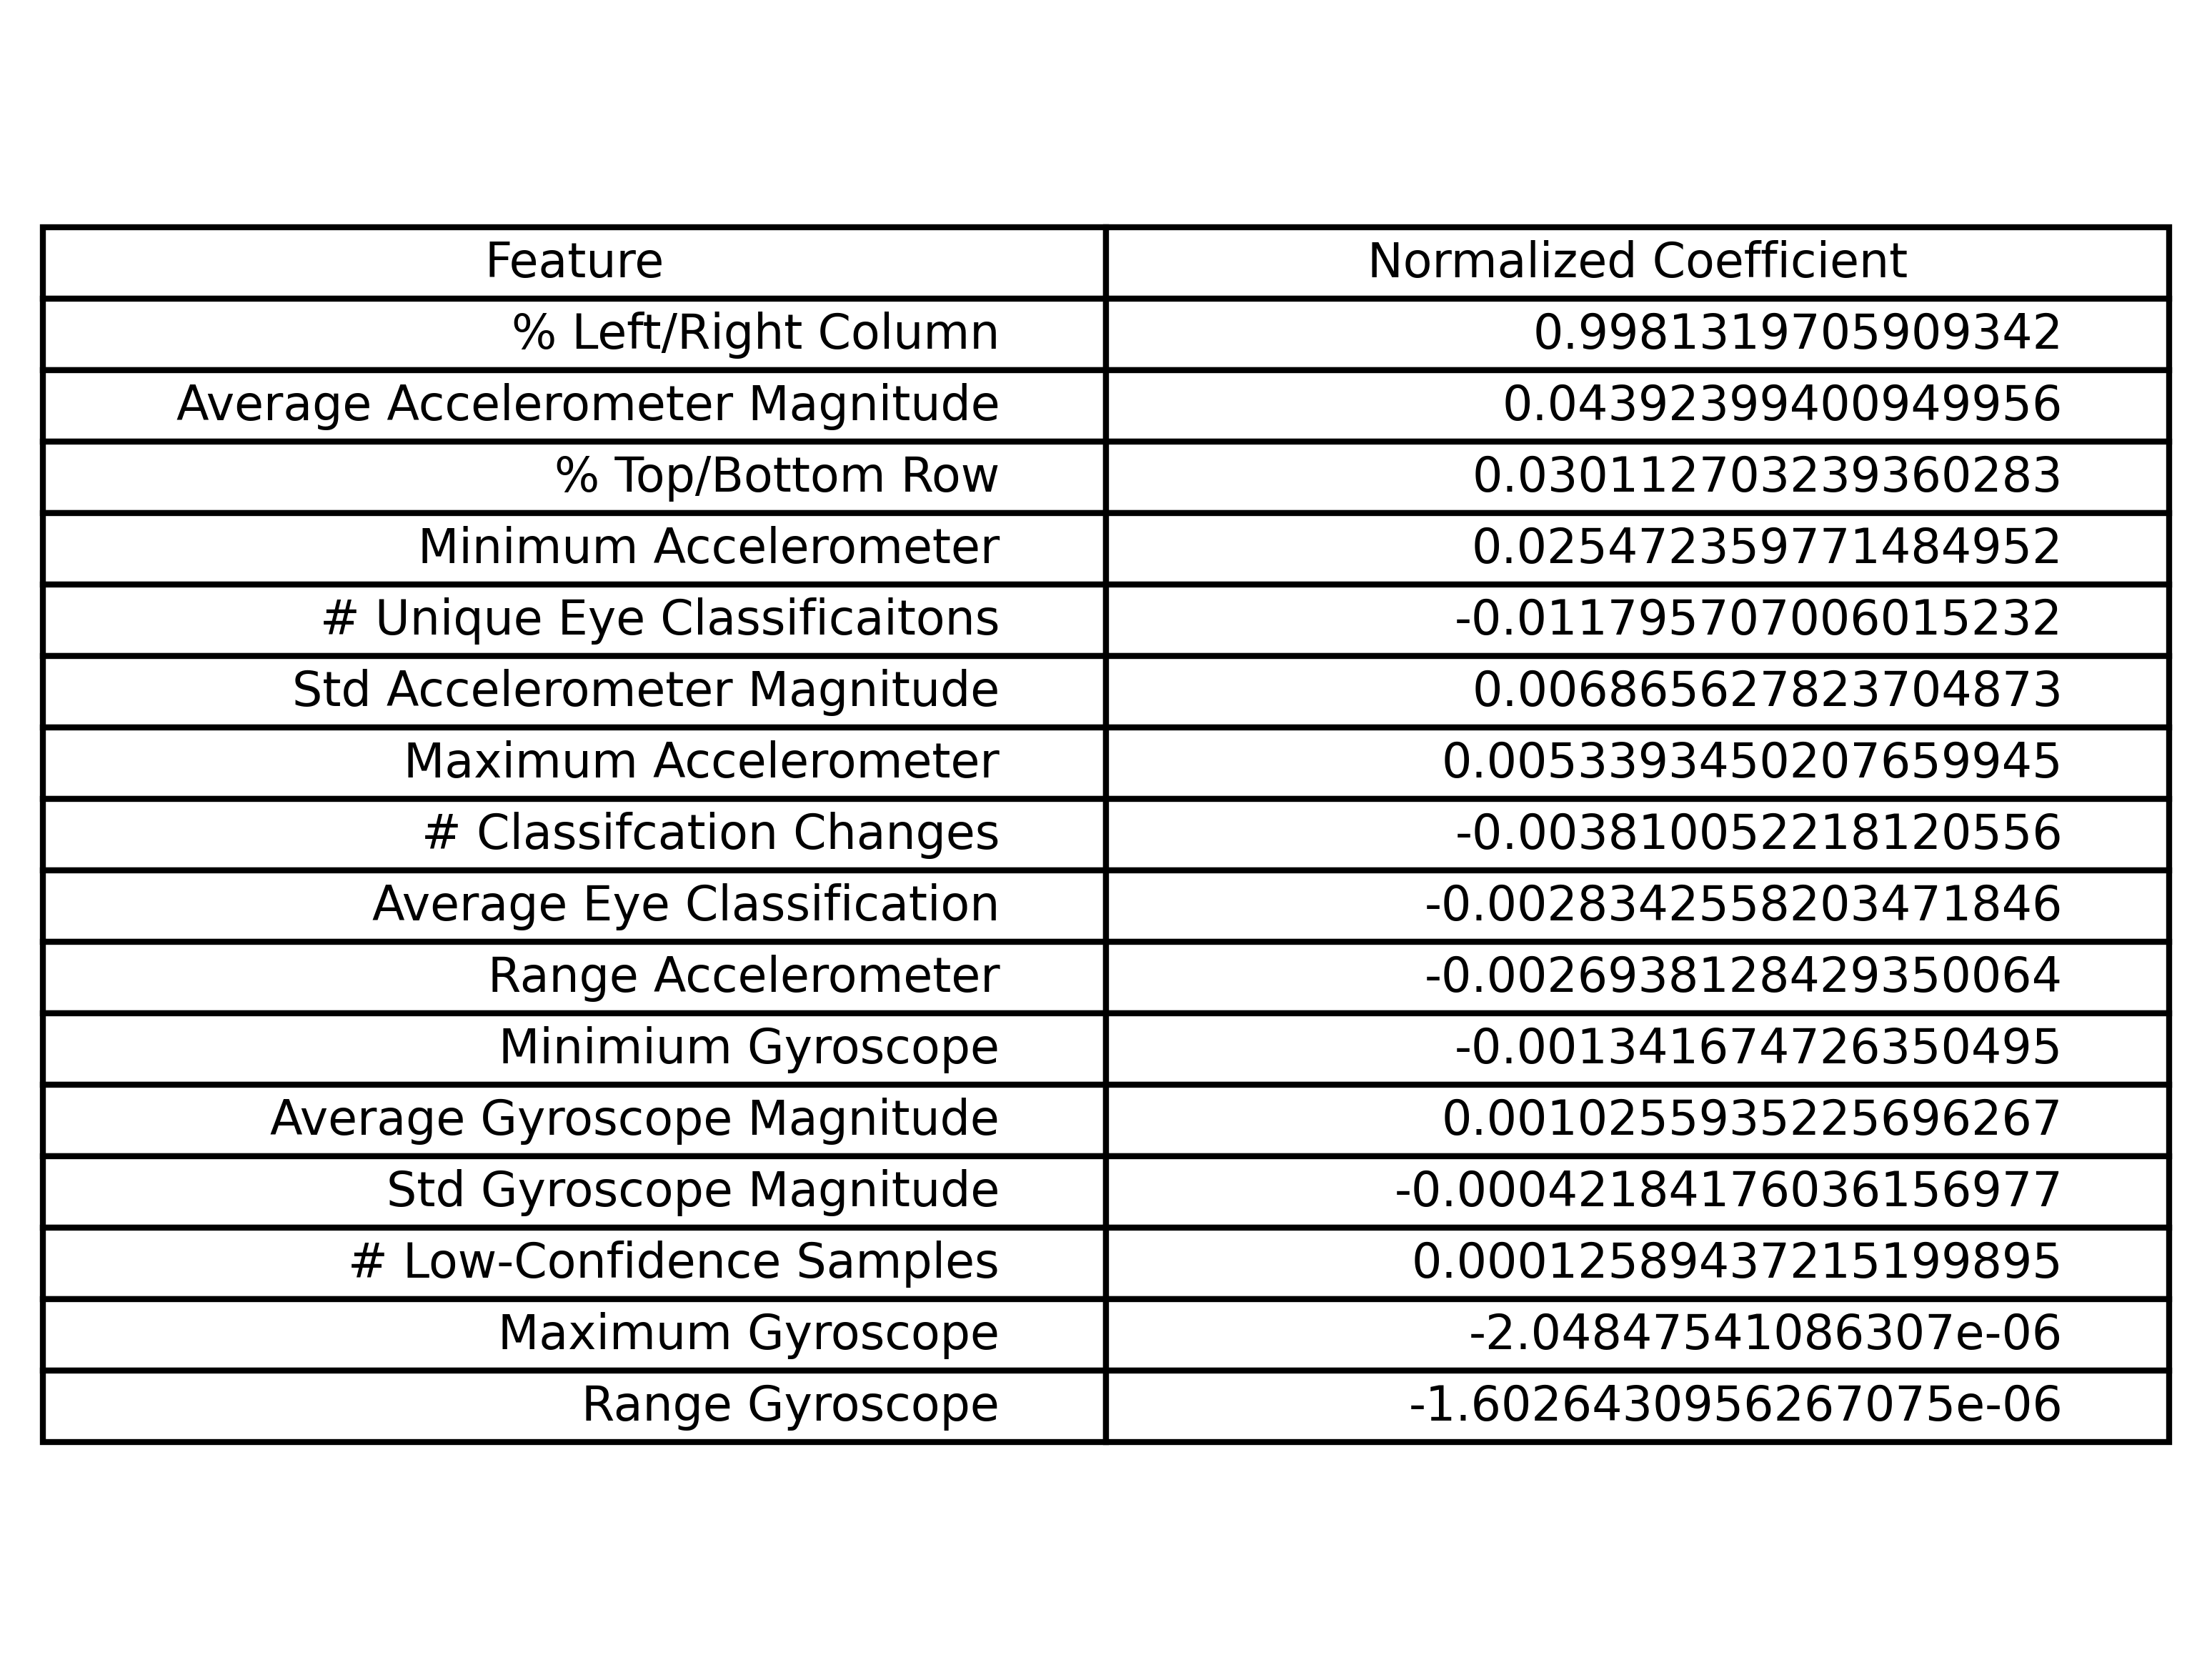 Feature Normalized Coefficient
% Left/Right Column 0.9981319705909342
Average Accelerometer Magnitude 0.04392399400949956
% Top/Bottom Row 0.030112703239360283
Minimum Accelerometer 0.025472359771484952
# Unique Eye Classificaitons -0.011795707006015232
Std Accelerometer Magnitude 0.006865627823704873
Maximum Accelerometer 0.0053393450207659945
# Classifcation Changes -0.003810052218120556
Average Eye Classification -0.0028342558203471846
Range Accelerometer -0.0026938128429350064
Minimium Gyroscope -0.001341674726350495
Average Gyroscope Magnitude 0.0010255935225696267
Std Gyroscope Magnitude -0.00042184176036156977
# Low-Confidence Samples 0.000125894372151998​95
Maximum Gyroscope -2.04847541086307e-06
Range Gyroscope -1.6026430956267075e-06